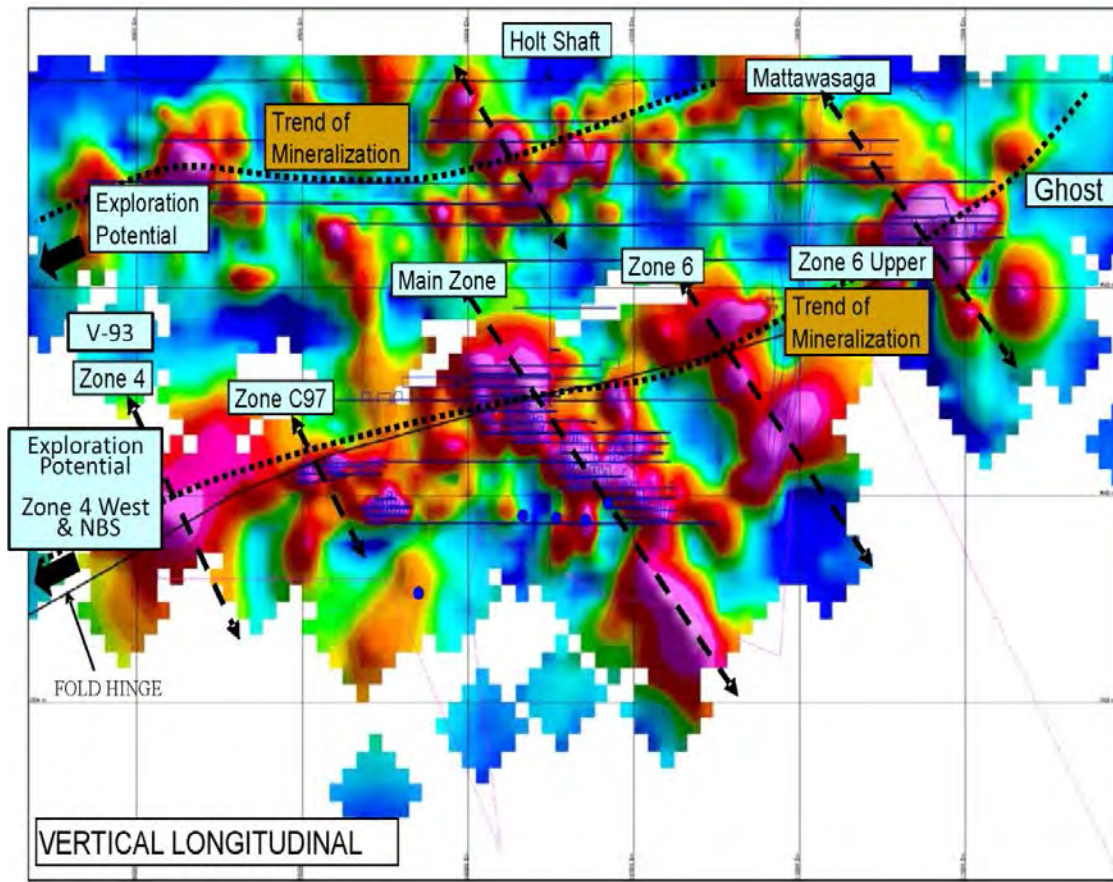 Holt Shaft
Mattawasaga
Trend of
Mineralization
Exploration
Potential
Ghost
Main Zone
Zone 6
Zone 6 Upper
Trend of
Mineralization
V-93
Zone 4
Zone C97
Exploration
Potential
Zone 4 West
& NBS
FOLD HINGE
VERTICAL LONGITUDINAL